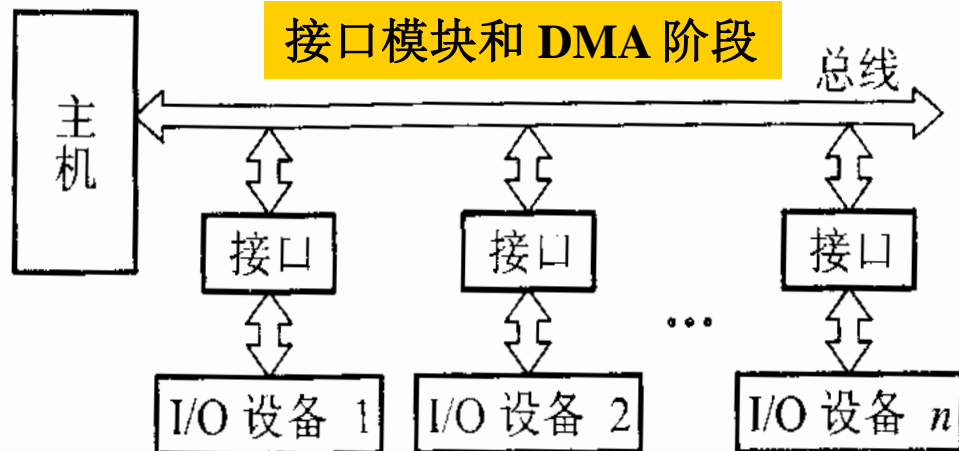 接口模块和 DMA 阶段
总线
主机
接口 接口 接口
...
I/O 设备 1 I/O 设备 2 I/O 设备 n